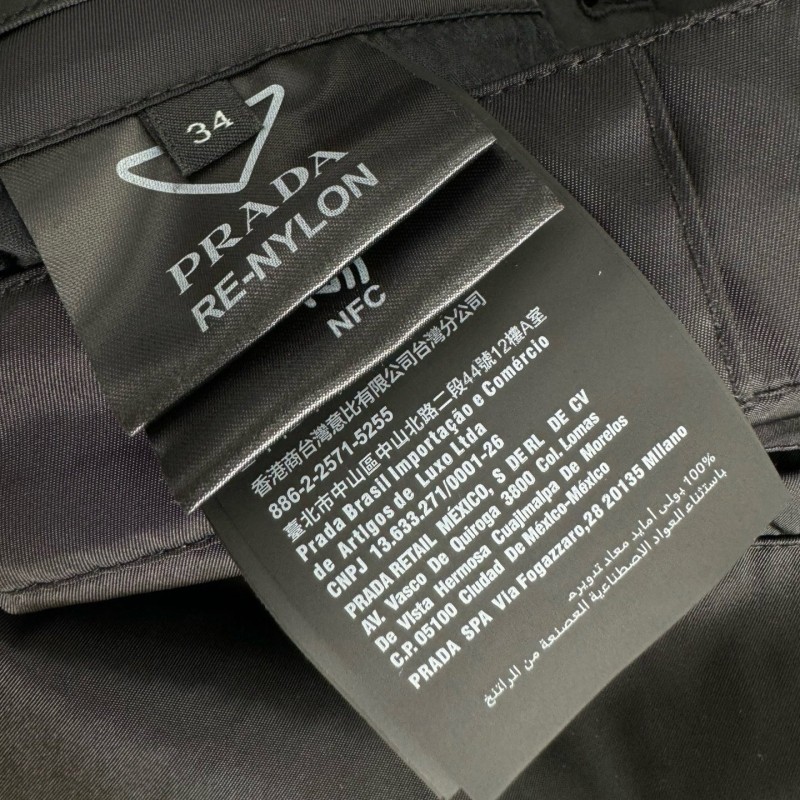 34
PRADA
RE-NYLON
NFC
香港商台灣意比有限公司台灣分公司
886-2-2571-5255
臺北市中山區中山北路二段44號12樓A室
Prada Brasil Importação e Comércio
de Artigos de Luxo Ltda
CNPJ 13.633.271/0001-26
PRADA RETAIL MÉXICO, S DE RL DE CV
AV. Vasco De Quiroga 3800 Col. Lomas
De Vista Hermosa Cuajimalpa De Morelos
C.P. 05100 Ciudad De México-México
PRADA SPA Via Fogazzaro,28 20135 Milano
100% بولي أمايد معاد تدويره
باستثناء المواد الاصطناعية المصنعة من الراتنج